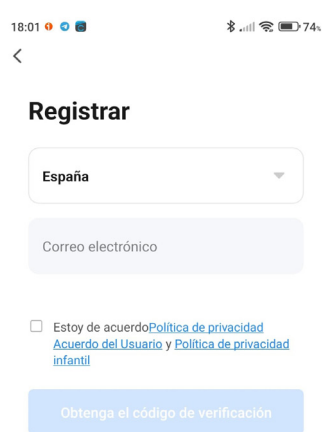 18:01
74%
Registrar
España
Correo electrónico
Estoy de acuerdoPolítica de privacidad
Acuerdo del Usuario y Política de privacidad
infantil
Obtenga el código de verificación